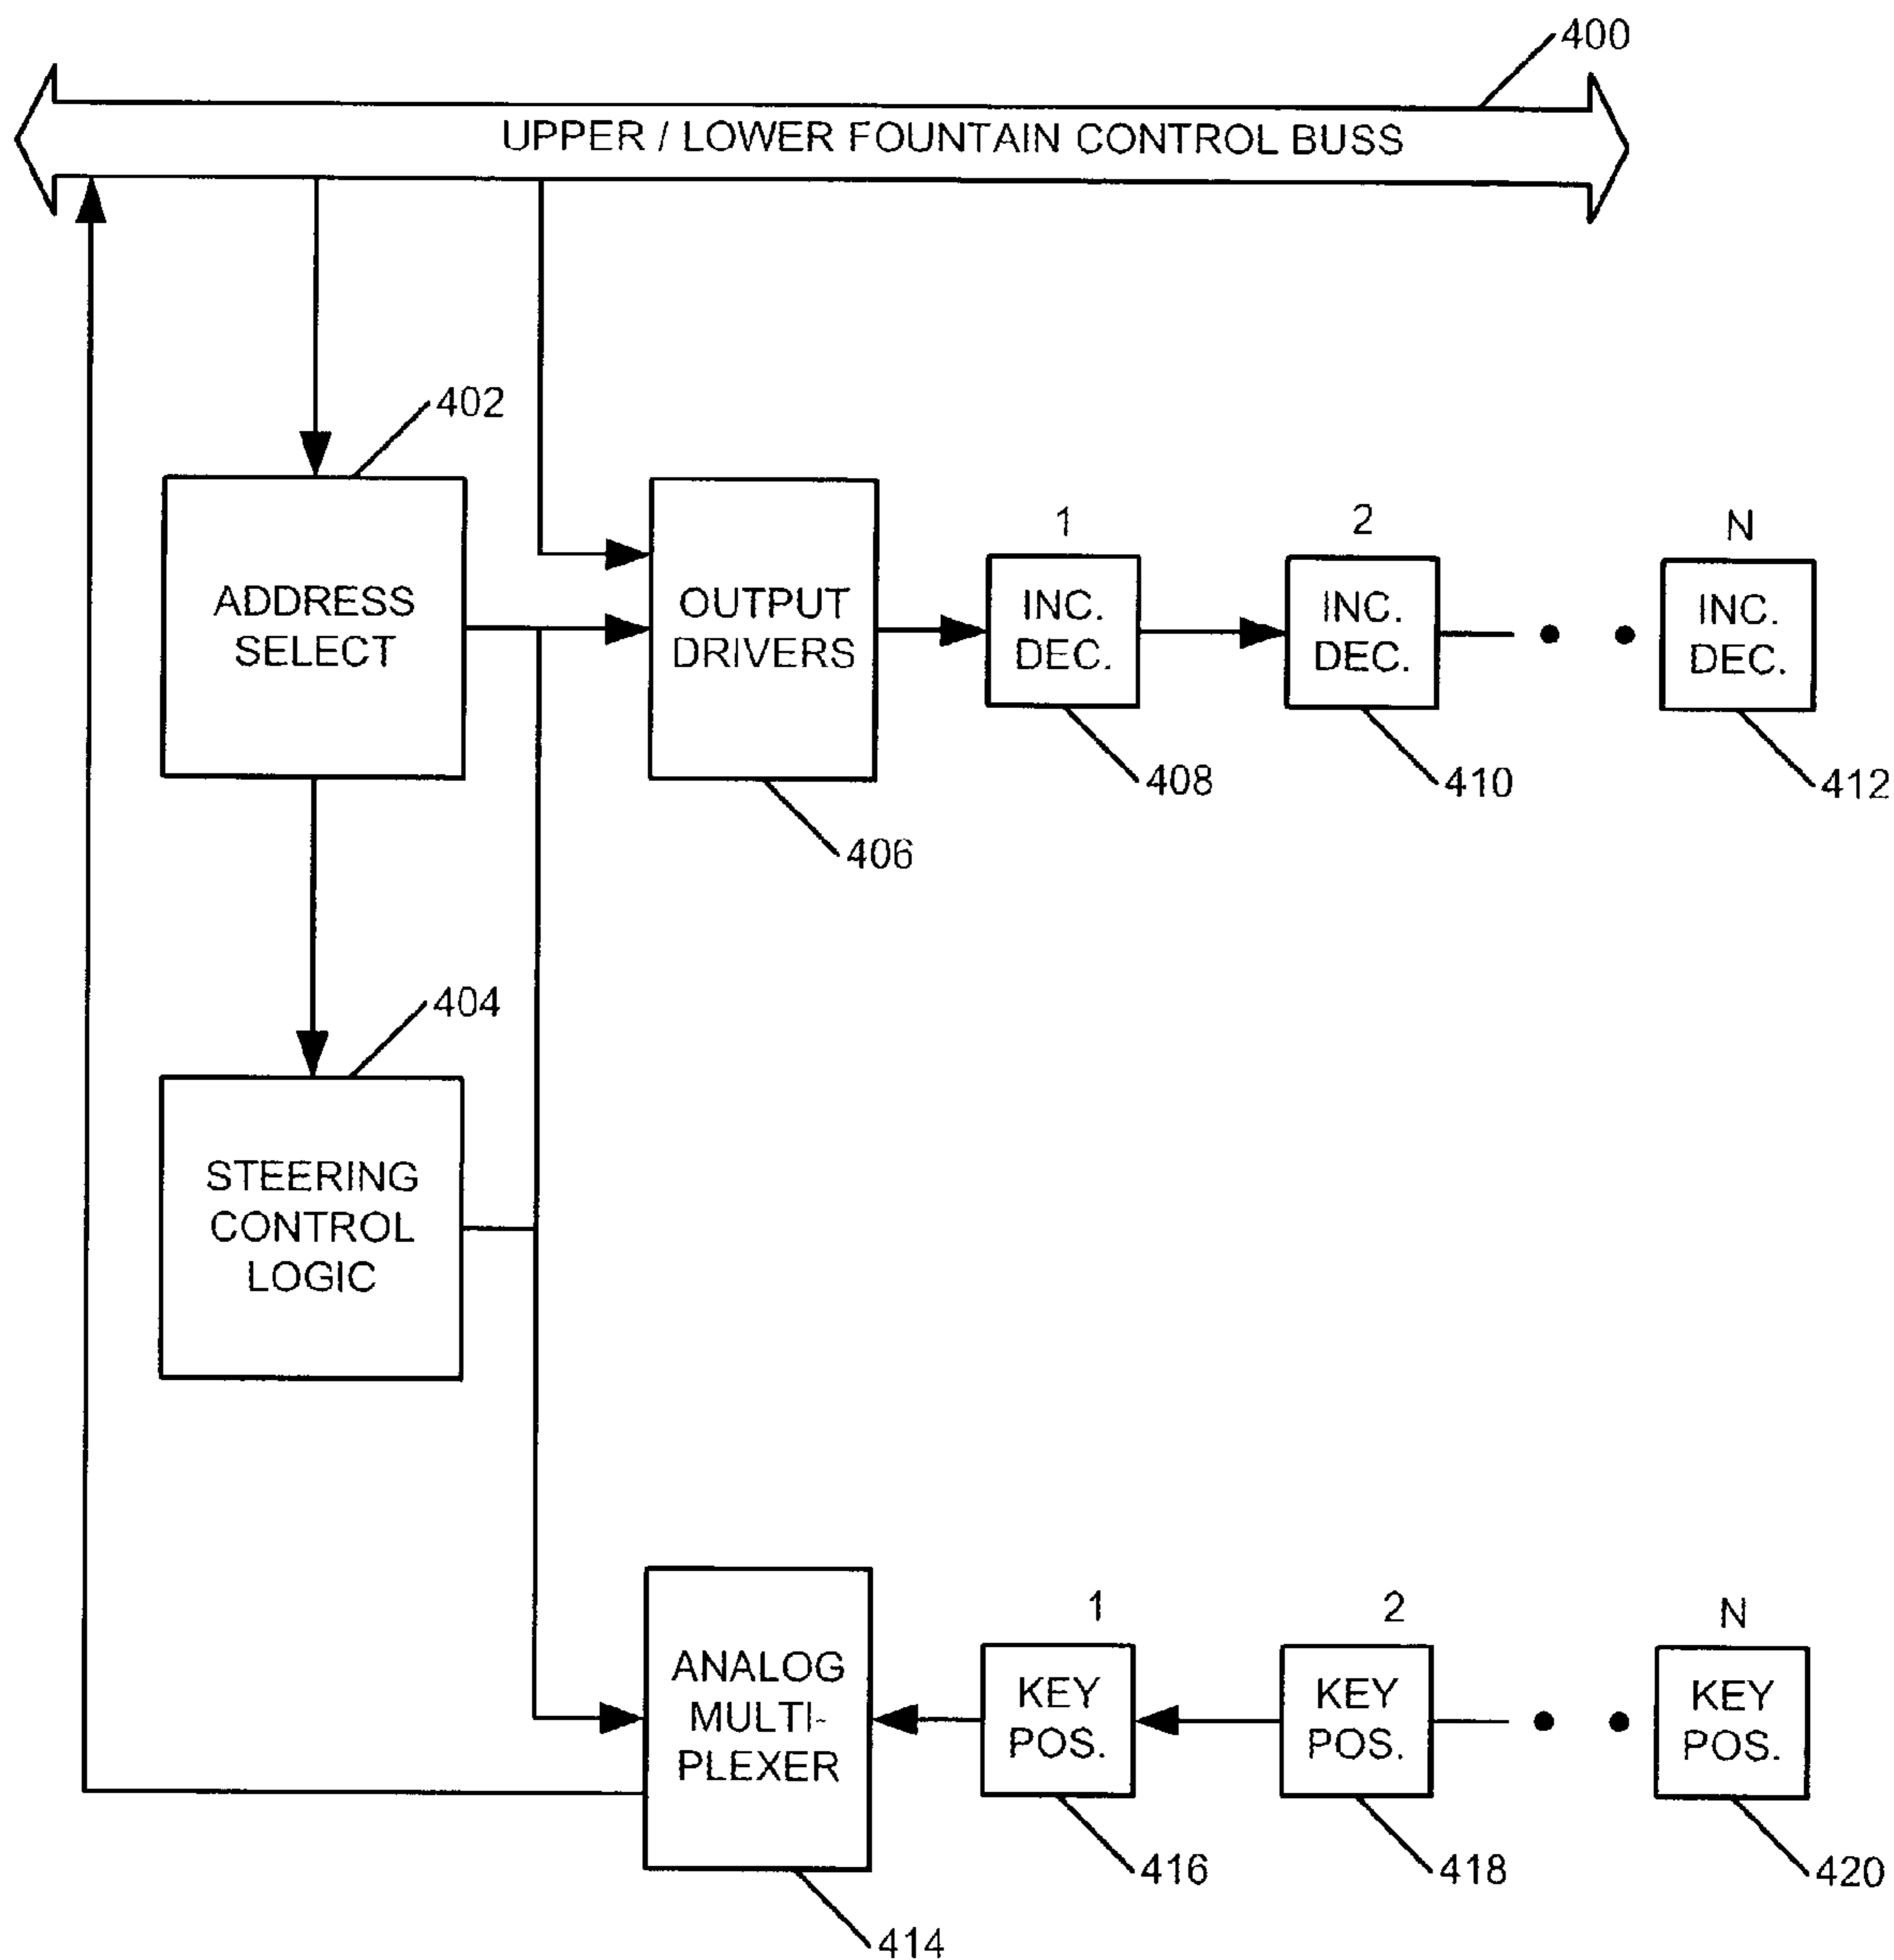 400
UPPER / LOWER FOUNTAIN CONTROL BUSS
402
ADDRESS
SELECT
OUTPUT
DRIVERS
1
INC.
DEC.
2
INC.
DEC.
N
INC.
DEC.
408
410
412
406
404
STEERING
CONTROL
LOGIC
ANALOG
MULTI-
PLEXER
1
KEY
POS.
2
KEY
POS.
N
KEY
POS.
416
418
420
414